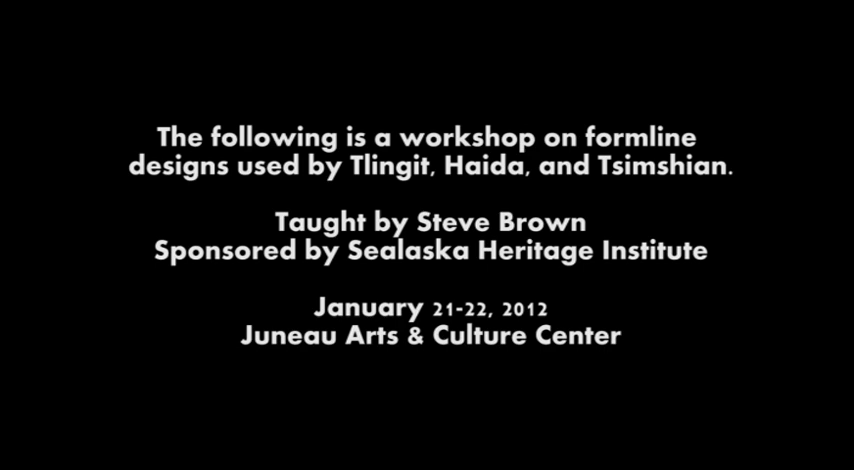 The following is a workshop on formline
designs used by Tlingit, Haida, and Tsimshian.
Taught by Steve Brown
Sponsored by Sealaska Heritage Institute
January 21-22, 2012
Juneau Arts & Culture Center